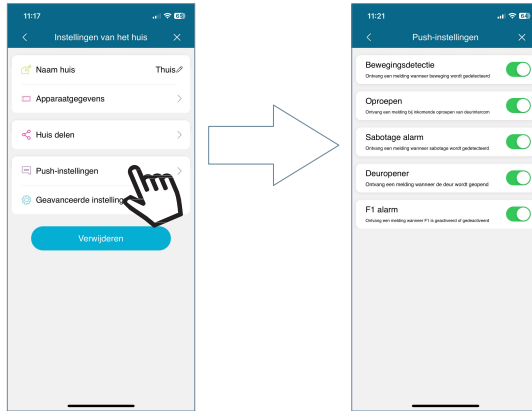 11:17
68
Instellingen van het huis
Naam huis Thuis
Apparaatgegevens
Huis delen
Push-instellingen
Geavanceerde instelling
Verwijderen
11:21
Push-instellingen
Bewegingsdetectie
Ontvang een melding wanneer beweging wordt gedetecteerd
Oproepen
Ontvang een melding bij inkomende oproepen van deurintercom
Sabotage alarm
Ontvang een melding wanneer sabotage wordt gedetecteerd
Deuropener
Ontvang een melding wanneer de deur wordt geopend
F1 alarm
Ontvang een melding wanneer F1 is geactiveerd of gedeactiveerd